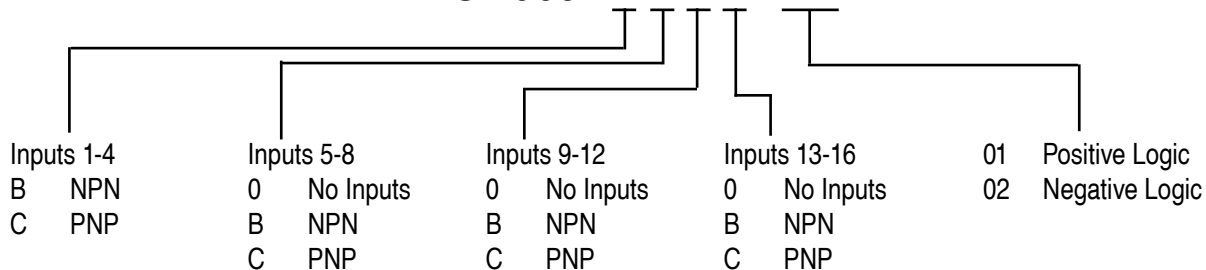 Inputs 1-4 Inputs 5-8 Inputs 9-12 Inputs 13-16 01 Positive Logic
B NPN 0 No Inputs 0 No Inputs 0 No Inputs 02 Negative Logic
C PNP B NPN B NPN B NPN
C PNP C PNP C PNP